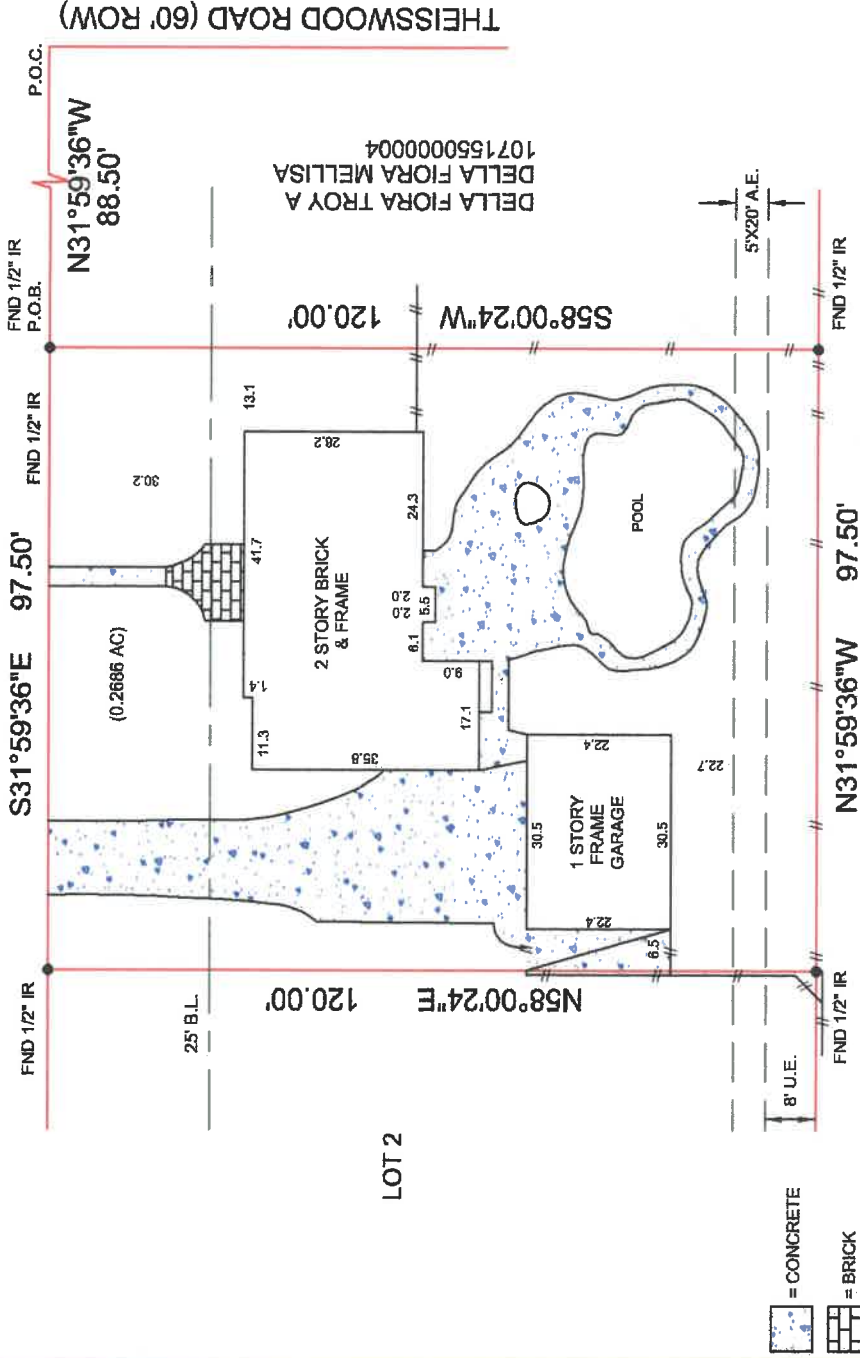 THEISSWOOD ROAD (60' ROW)
P.O.C.
N31°59'36"W
88.50'
FND 1/2" IR
P.O.B.
FND 1/2" IR
S31°59'36"E 97.50'
FND 1/2" IR
DELLA FIORA TROY A
DELLA FIORA MELLISA
1071550000004
(0.2686 AC)
30.2
13.1
25' B.L.
41.7
1.4
11.3
28.2
2 STORY BRICK
& FRAME
35.8
24.3
2.0
2.0
5.5
6.1
9.0
17.1
S58°00'24"W 120.00'
N58°00'24"E 120.00'
POOL
30.5
22.4
1 STORY
FRAME
GARAGE
22.4
30.5
6.5
22.7
5'X20' A.E.
8' U.E.
LOT 2
FND 1/2" IR
N31°59'36"W 97.50'
FND 1/2" IR
= CONCRETE
= BRICK